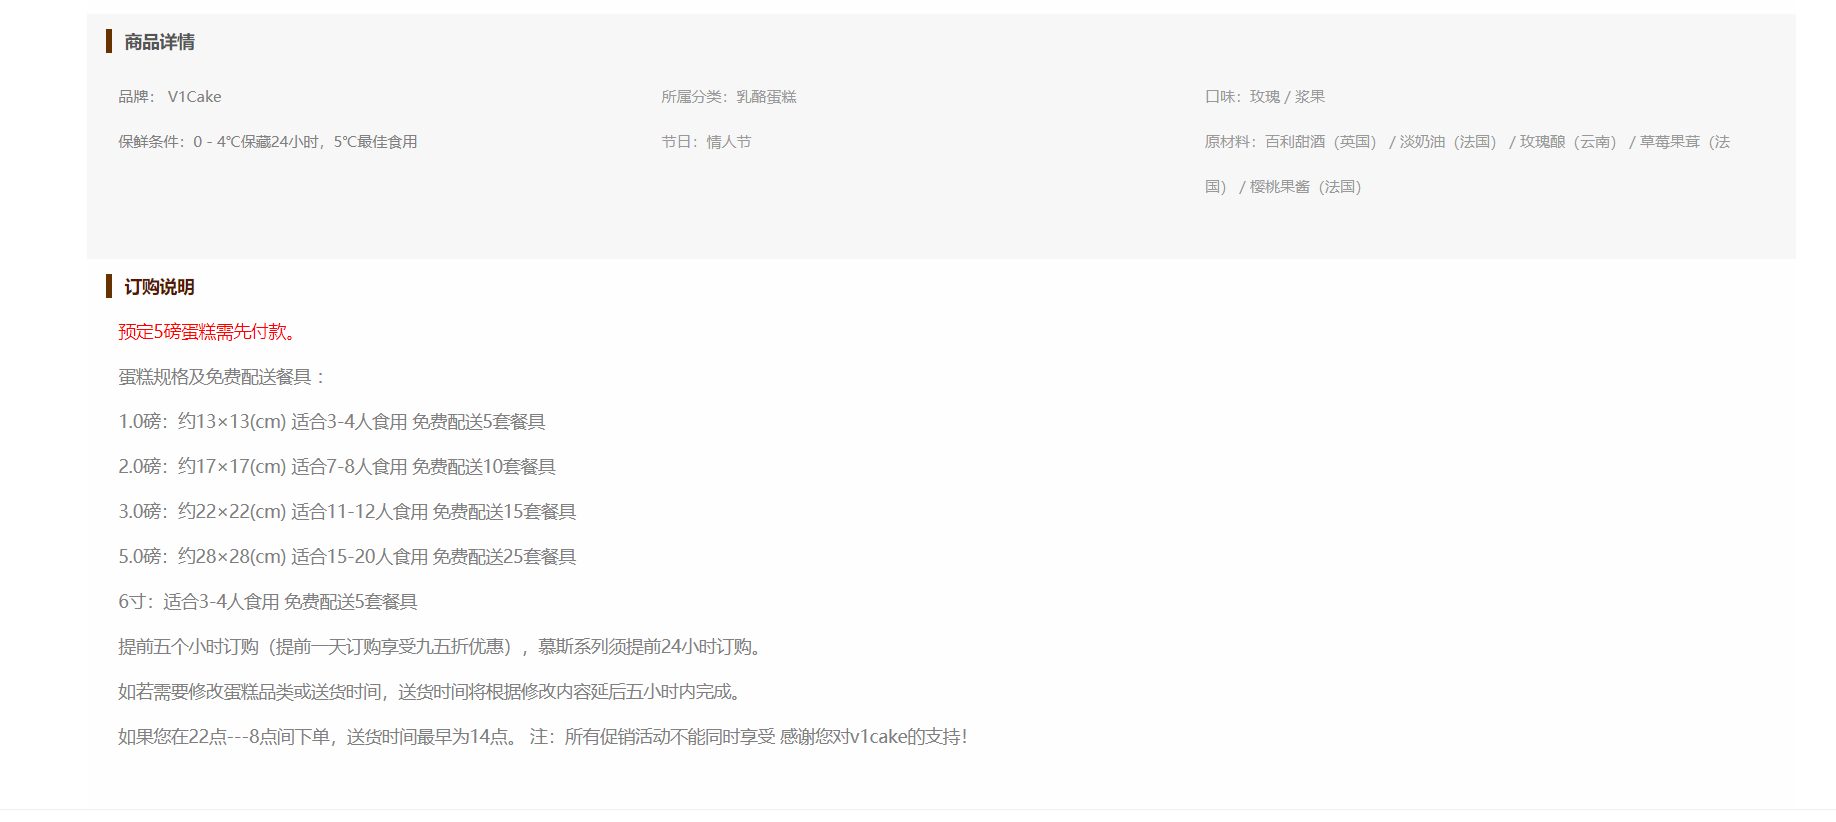 商品详情
品牌： V1Cake
所属分类：乳酪蛋糕
口味：玫瑰 / 浆果
保鲜条件：0 - 4℃保藏24小时，5℃最佳食用
节日：情人节
原材料：百利甜酒（英国） / 淡奶油（法国） / 玫瑰酿（云南） / 草莓果茸（法
国） / 樱桃果酱（法国）
订购说明
预定5磅蛋糕需先付款。
蛋糕规格及免费配送餐具 :
1.0磅：约13×13(cm) 适合3-4人食用 免费配送5套餐具
2.0磅：约17×17(cm) 适合7-8人食用 免费配送10套餐具
3.0磅：约22×22(cm) 适合11-12人食用 免费配送15套餐具
5.0磅：约28×28(cm) 适合15-20人食用 免费配送25套餐具
6寸：适合3-4人食用 免费配送5套餐具
提前五个小时订购（提前一天订购享受九五折优惠），慕斯系列须提前24小时订购。
如若需要修改蛋糕品类或送货时间，送货时间将根据修改内容延后五小时内完成。
如果您在22点---8点间下单，送货时间最早为14点。 注：所有促销活动不能同时享受 感谢您对v1cake的支持！